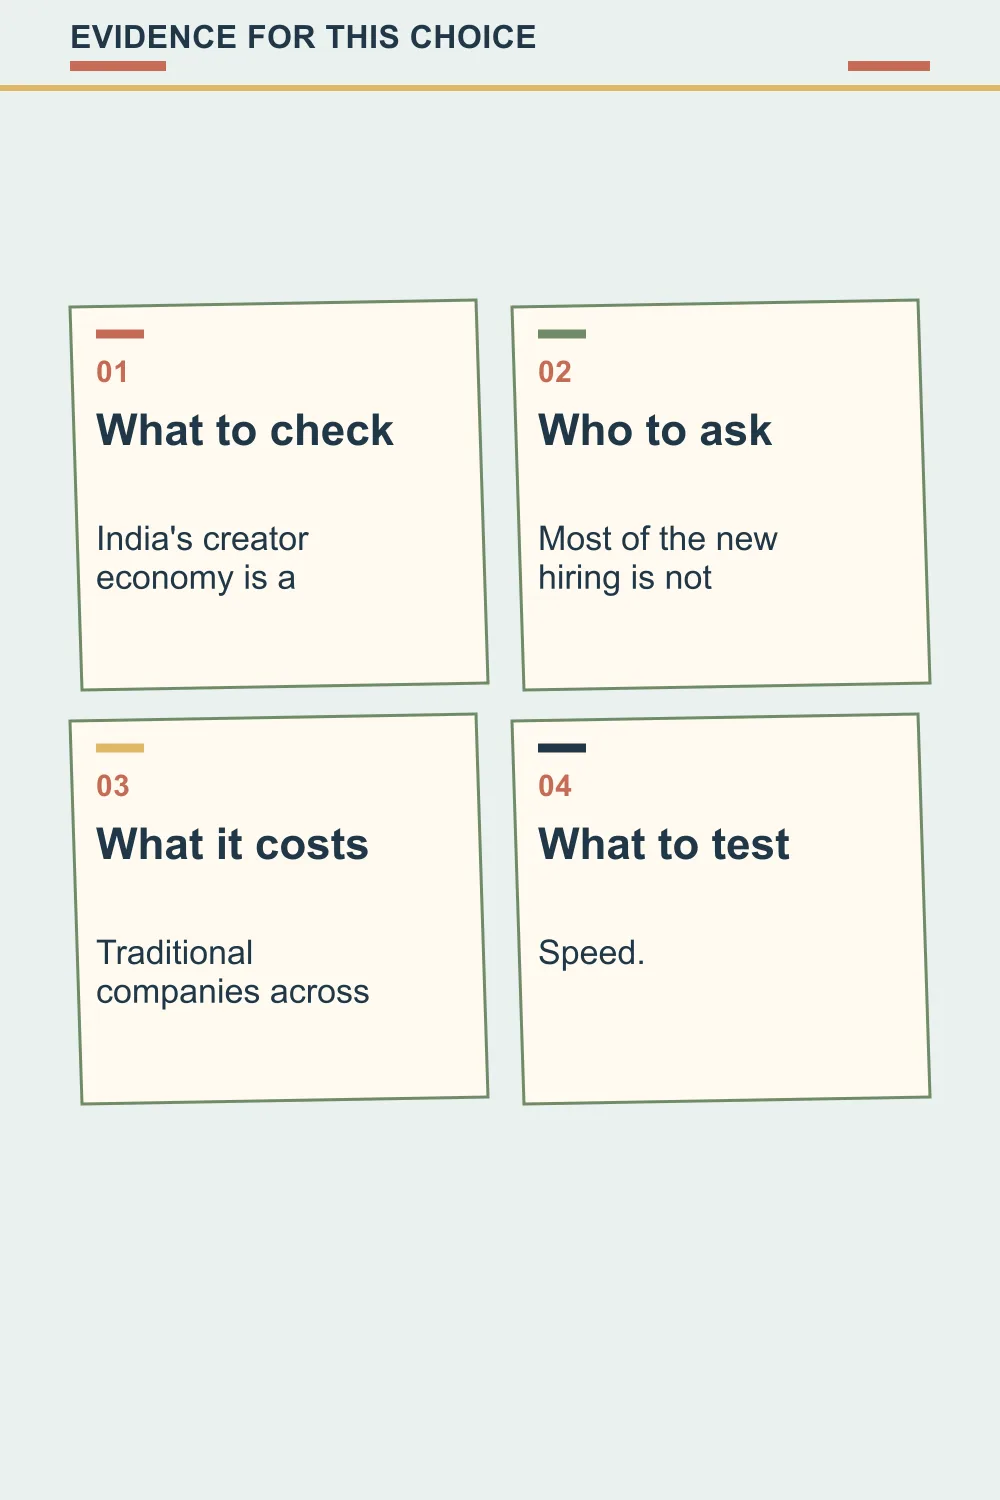 EVIDENCE FOR THIS CHOICE
01
What to check
India's creator
economy is a
02
Who to ask
Most of the new
hiring is not
03
What it costs
Traditional
companies across
04
What to test
Speed.